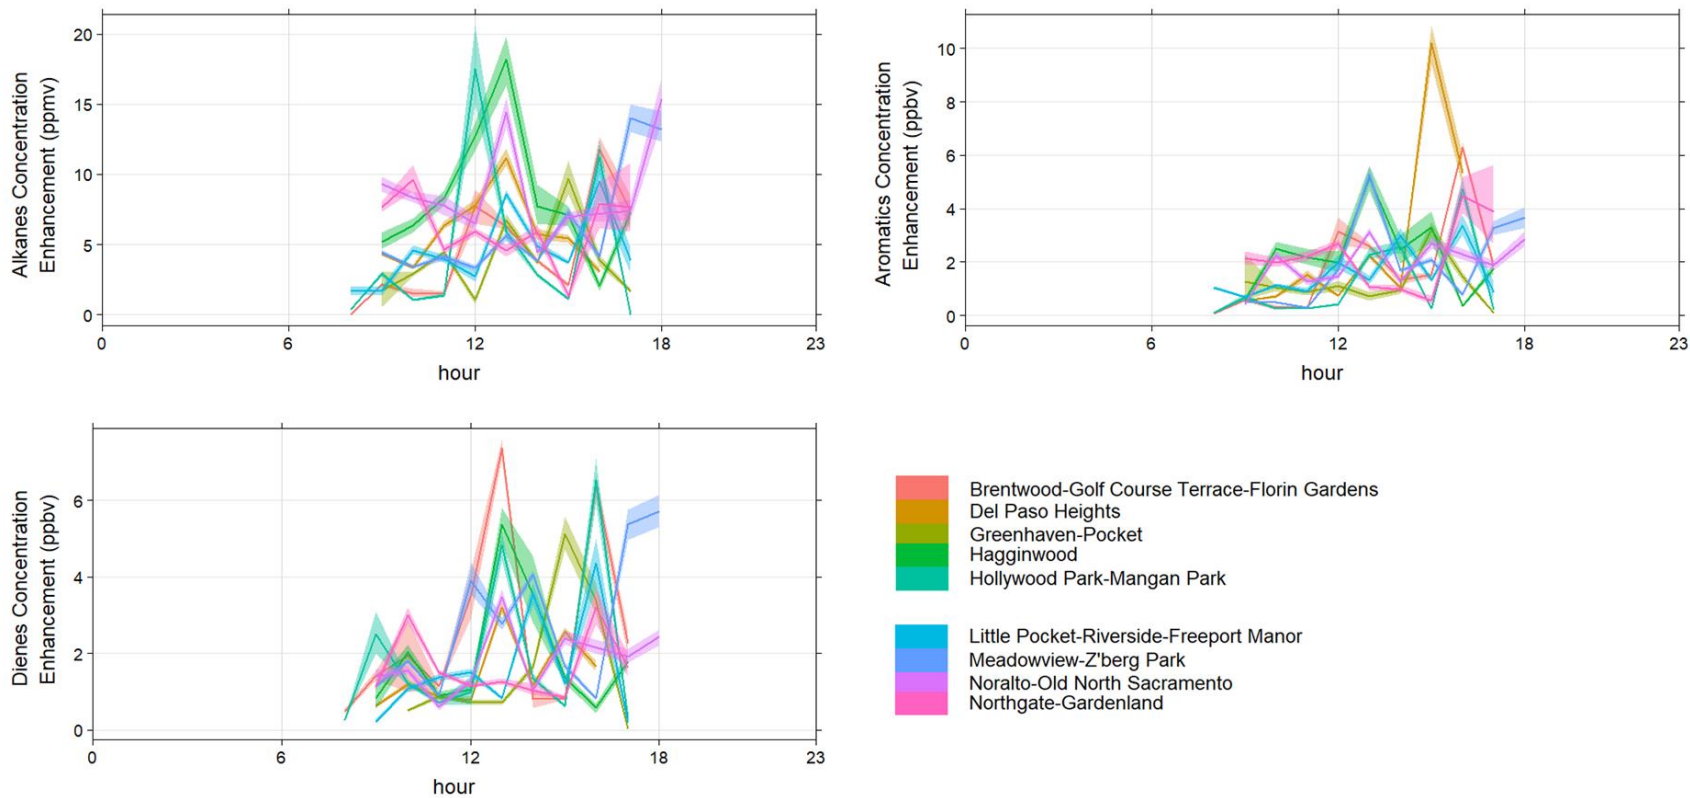 Alkanes Concentration
Enhancement (ppmv)
20
15
10
5
0
0 6 12 18 23
hour
Aromatics Concentration
Enhancement (ppbv)
10
8
6
4
2
0
0 6 12 18 23
hour
Dienes Concentration
Enhancement (ppbv)
6
4
2
0
0 6 12 18 23
hour
Brentwood-Golf Course Terrace-Florin Gardens
Del Paso Heights
Greenhaven-Pocket
Hagginwood
Hollywood Park-Mangan Park
Little Pocket-Riverside-Freeport Manor
Meadowview-Z'berg Park
Noralto-Old North Sacramento
Northgate-Gardenland